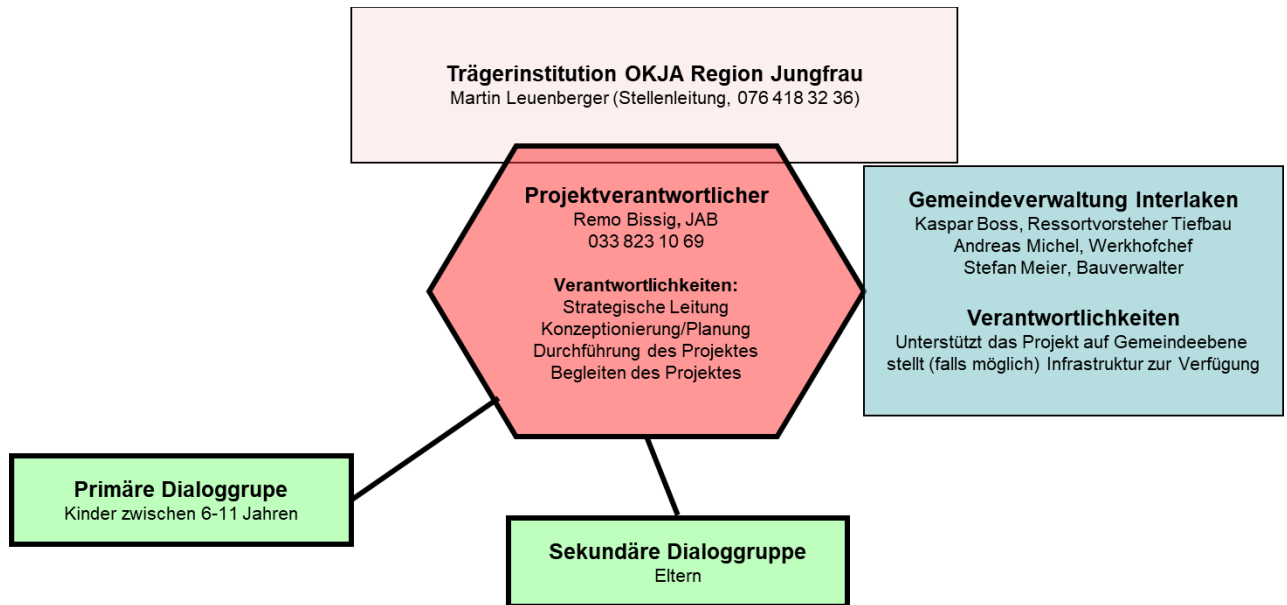 Trägerinstitution OKJA Region Jungfrau
Martin Leuenberger (Stellenleitung, 076 418 32 36)
Projektverantwortlicher
Remo Bissig, JAB
033 823 10 69
Verantwortlichkeiten:
Strategische Leitung
Konzeptionierung/Planung
Durchführung des Projektes
Begleiten des Projektes
Gemeindeverwaltung Interlaken
Kaspar Boss, Ressortvorsteher Tiefbau
Andreas Michel, Werkhofchef
Stefan Meier, Bauverwalter
Verantwortlichkeiten
Unterstützt das Projekt auf Gemeindeebene
stellt (falls möglich) Infrastruktur zur Verfügung
Primäre Dialoggrupe
Kinder zwischen 6-11 Jahren
Sekundäre Dialoggruppe
Eltern